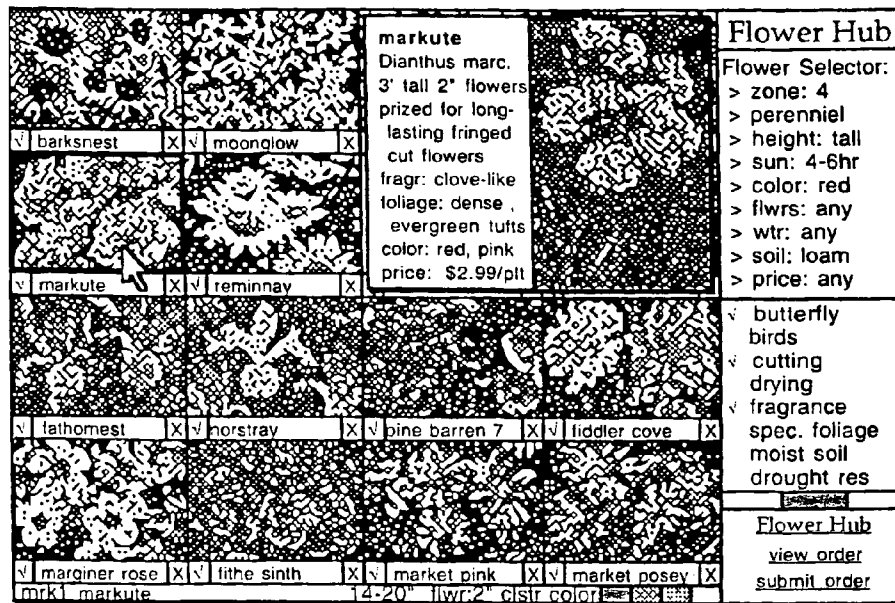 √ barksnest X
√ moonglow X
markute
Dianthus marc.
3' tall 2" flowers
prized for long-
lasting fringed
cut flowers
fragr: clove-like
foliage: dense ,
evergreen tufts
color: red, pink
price: $2.99/plt
√ markute X
√ reminnay X
√ fathomest X
√ norstray X
√ pine barren 7 X
√ fiddler cove X
√ marginer rose X
√ fithe sinth X
√ market pink X
√ market posey X
mrk1 markute 14-20" flwr:2" clstr color
Flower Hub
Flower Selector:
> zone: 4
> perenniel
> height: tall
> sun: 4-6hr
> color: red
> flwrs: any
> wtr: any
> soil: loam
> price: any
√ butterfly
birds
√ cutting
drying
√ fragrance
spec. foliage
moist soil
drought res
Flower Hub
view order
submit order